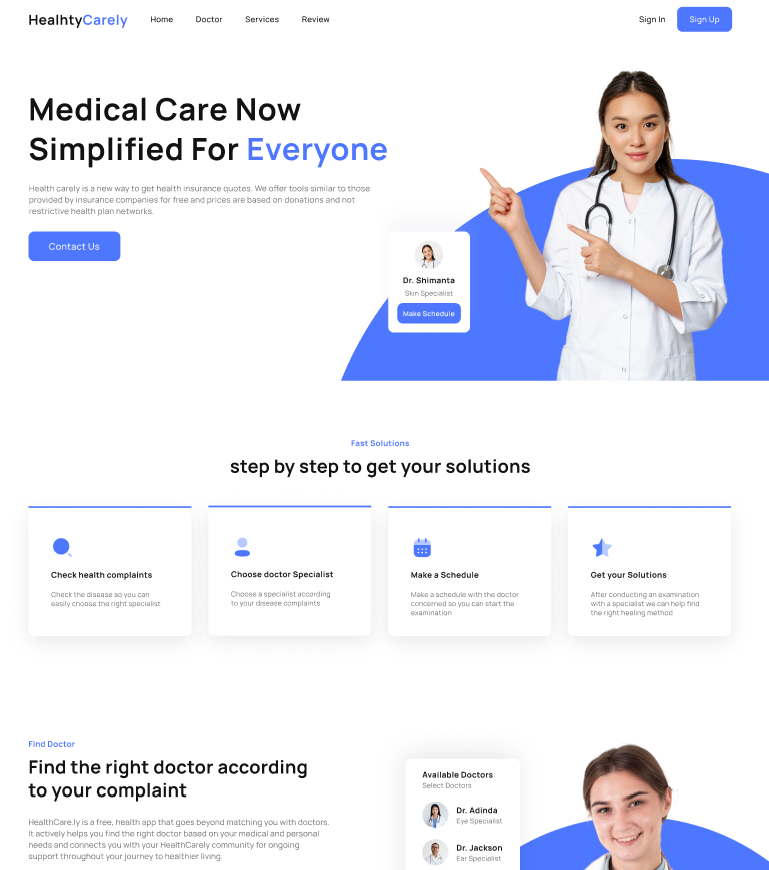 HealhtyCarely
Home
Doctor
Services
Review
Sign In
Sign Up
Medical Care Now
Simplified For Everyone
Health carely is a new way to get health insurance quotes. We offer tools similar to those
provided by insurance companies for free and prices are based on donations and not
restrictive health plan networks.
Contact Us
Dr. Shimanta
Skin Specialist
Make Schedule
Fast Solutions
step by step to get your solutions
Check health complaints
Check the disease so you can
easily choose the right specialist
Choose doctor Specialist
Choose a specialist according
to your disease complaints
Make a Schedule
Make a schedule with the doctor
concerned so you can start the
examination
Get your Solutions
After conducting an examination
with a specialist we can help find
the right healing method
Find Doctor
Find the right doctor according
to your complaint
HealthCare.ly is a free, health app that goes beyond matching you with doctors.
It actively helps you find the right doctor based on your medical and personal
needs and connects you with your HealthCarely community for ongoing
support throughout your journey to healthier living.
Available Doctors
Select Doctors
Dr. Adinda
Eye Specialist
Dr. Jackson
Ear Specialist